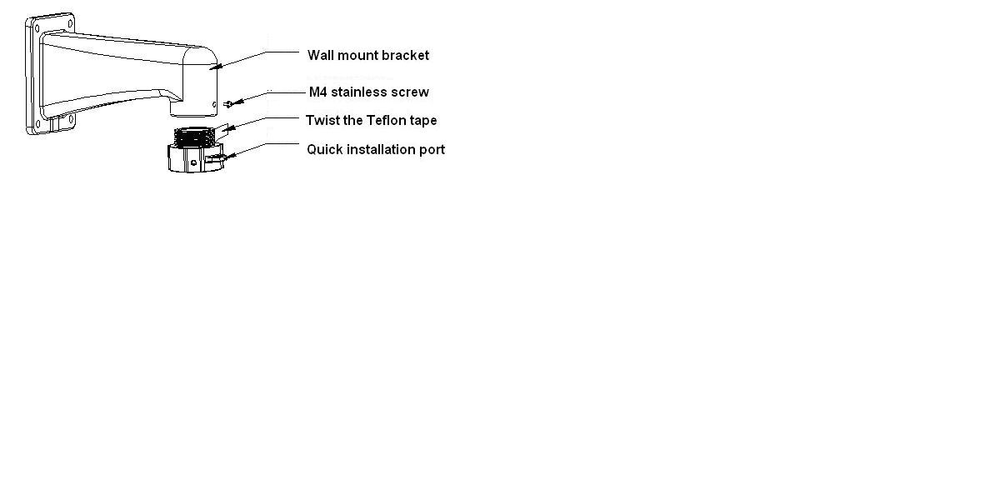 Wall mount bracket
M4 stainless screw
Twist the Teflon tape
Quick installation port